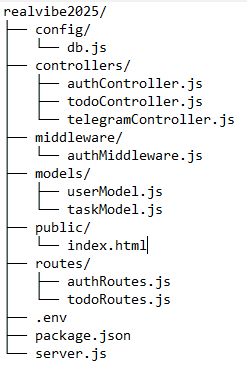 realvibe2025/
├── config/
│   └── db.js
├── controllers/
│   ├── authController.js
│   ├── todoController.js
│   └── telegramController.js
├── middleware/
│   └── authMiddleware.js
├── models/
│   ├── userModel.js
│   └── taskModel.js
├── public/
│   └── index.html
├── routes/
│   ├── authRoutes.js
│   └── todoRoutes.js
├── .env
├── package.json
└── server.js